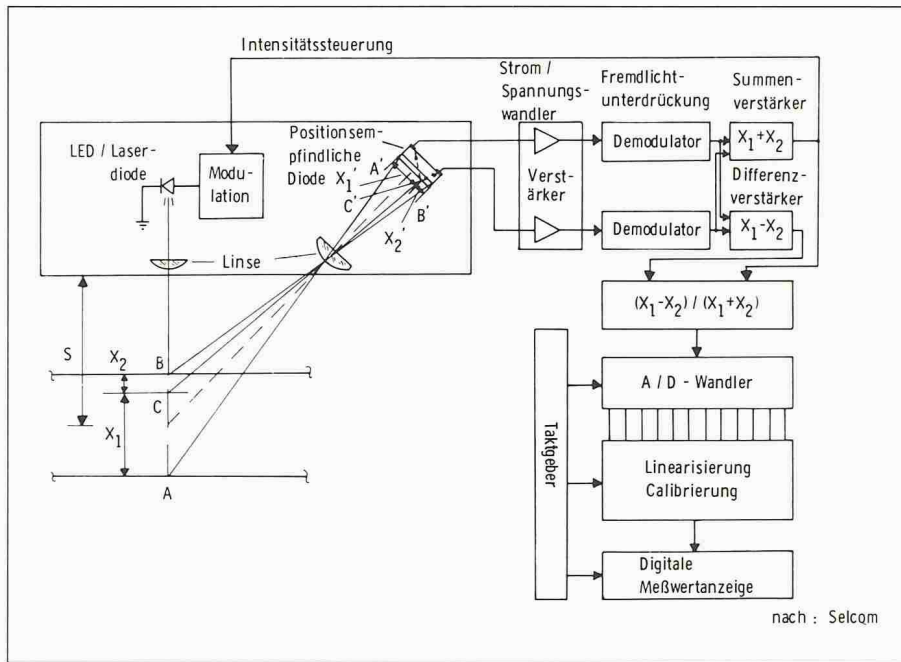 Intensitätssteuerung
Strom /
Spannungs-
wandler
Fremdlicht-
unterdrückung
Summen-
verstärker
LED / Laser-
diode
Modu-
lation
Positionsem-
pfindliche
Diode
A'
X₁'
C'
B'
X₂'
Verst-
ärker
Demodulator
X₁+X₂
Differenz-
verstärker
Demodulator
X₁-X₂
Linse
(X₁-X₂) / (X₁+X₂)
S
X₂
B
C
X₁
A
Taktgeber
A / D - Wandler
Linearisierung
Calibrierung
Digitale
Meßwertanzeige
nach : Selcom